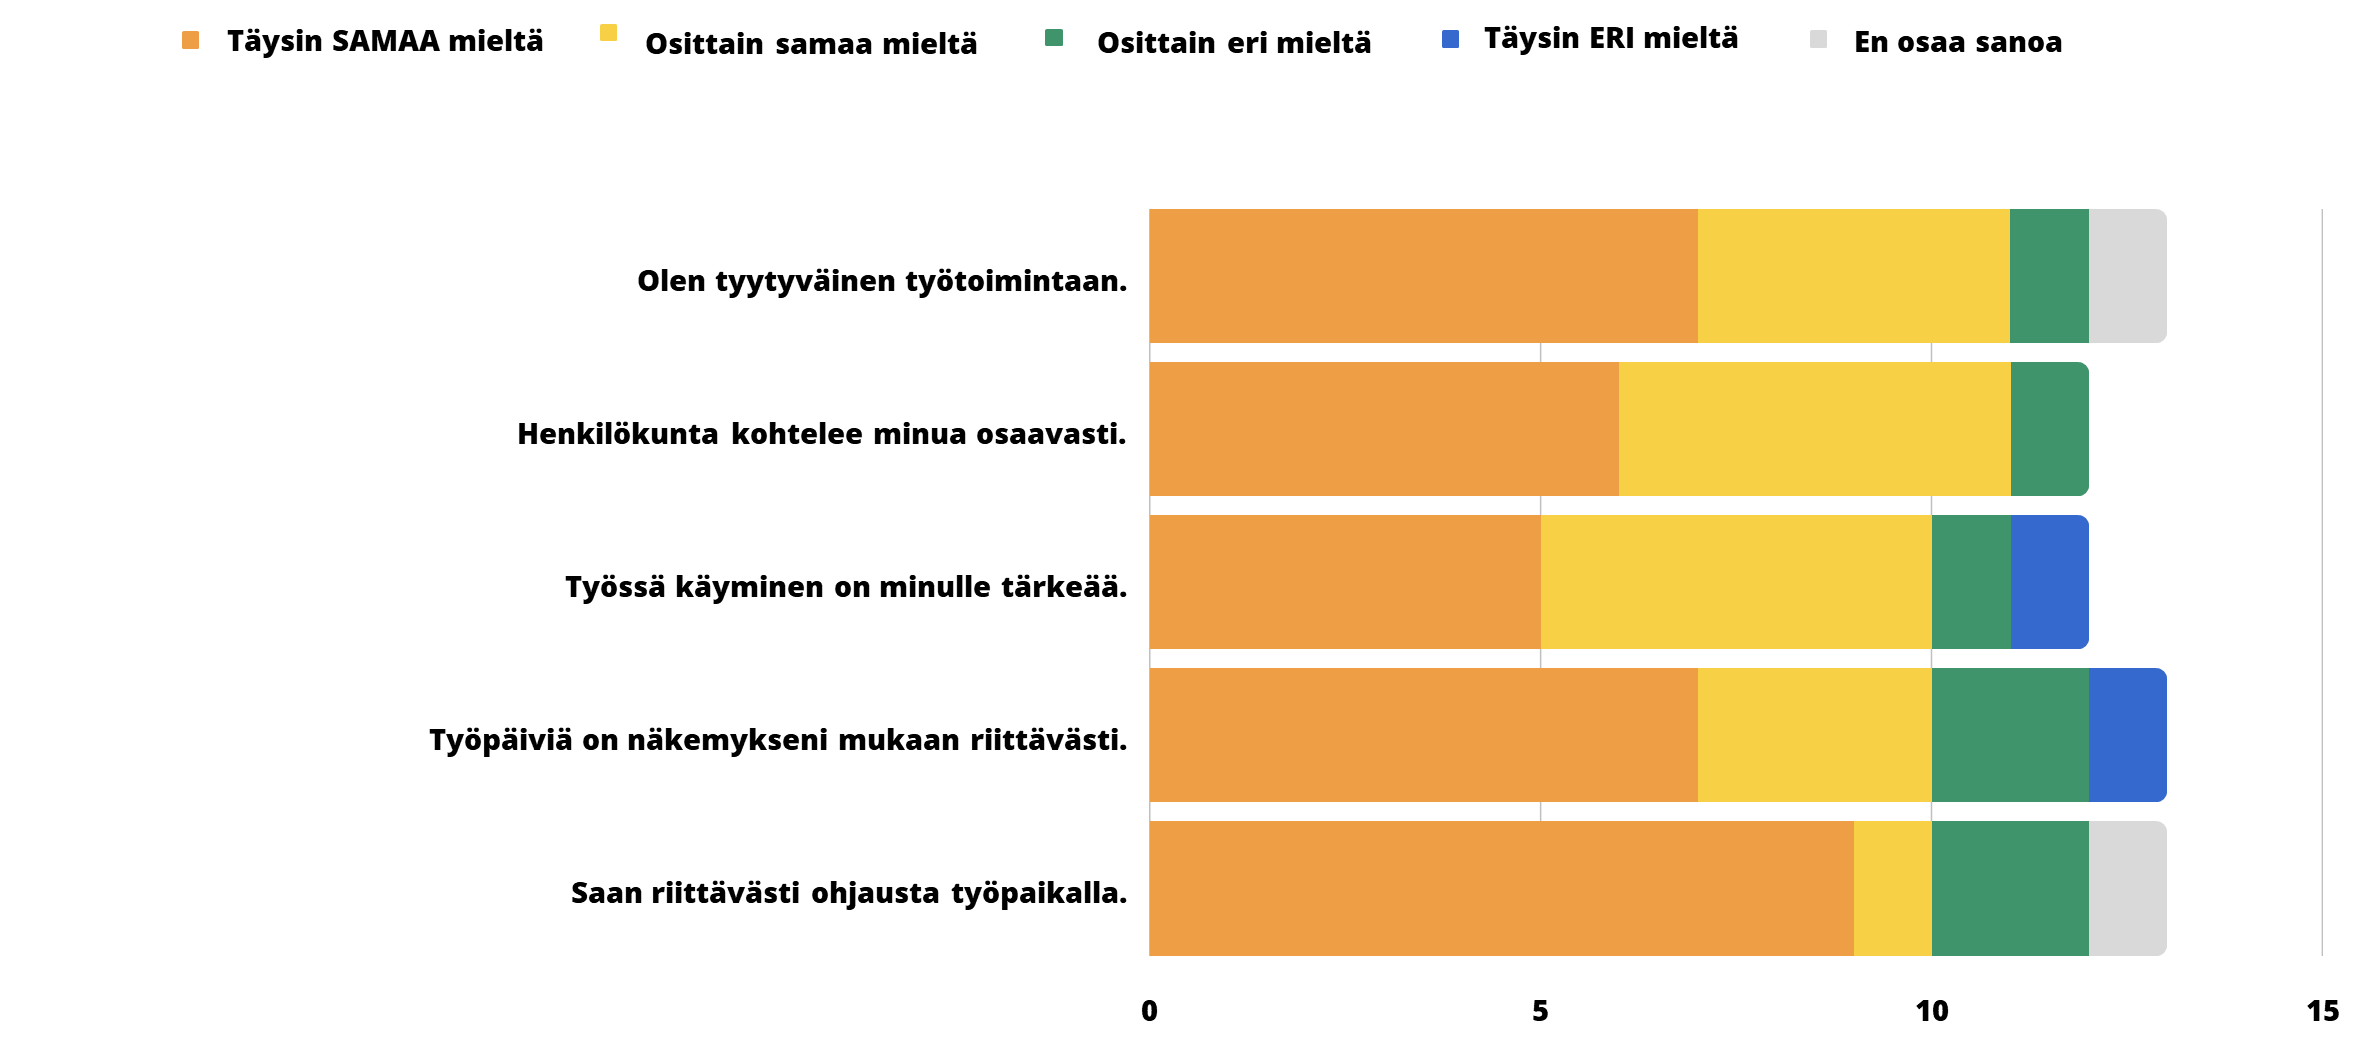 Täysin SAMAA mieltä
Osittain samaa mieltä
Osittain eri mieltä
Täysin ERI mieltä
En osaa sanoa
Olen tyytyväinen työtoimintaan.
Henkilökunta kohtelee minua osaavasti.
Työssä käyminen on minulle tärkeää.
Työpäiviä on näkemykseni mukaan riittävästi.
Saan riittävästi ohjausta työpaikalla.
0 5 10 15